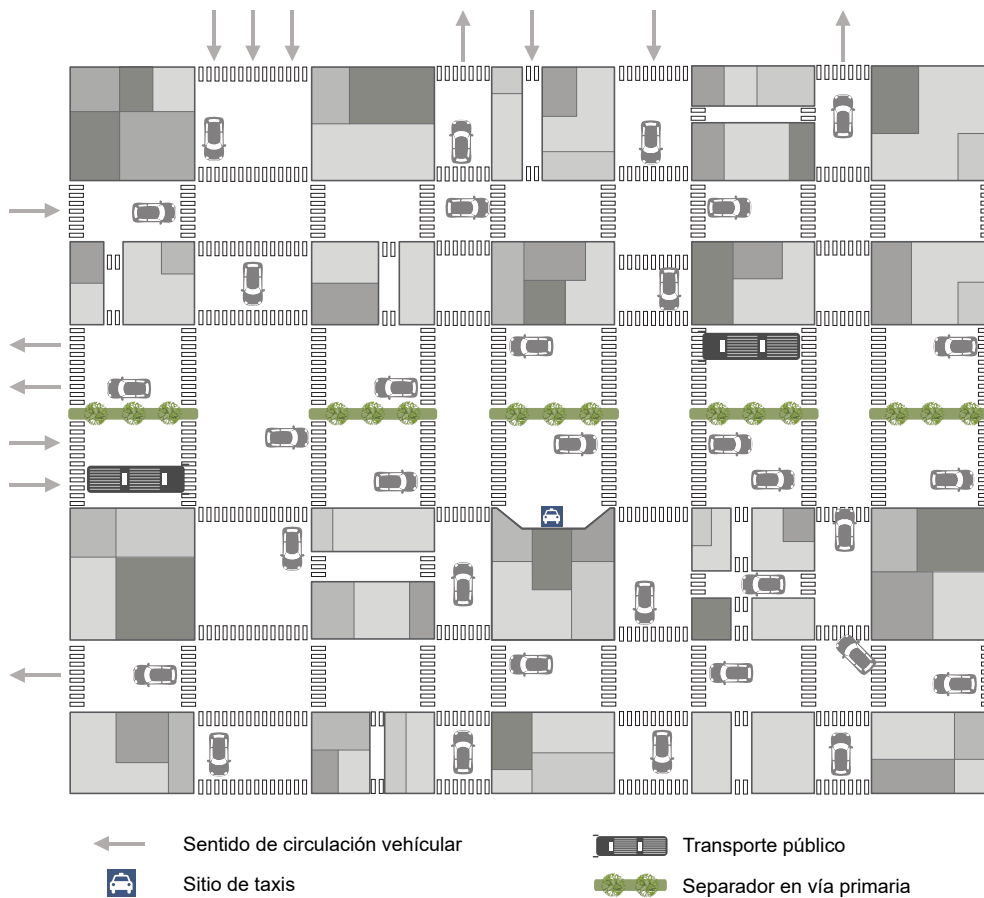 Sentido de circulación vehícular
Transporte público
Sitio de taxis
Separador en vía primaria